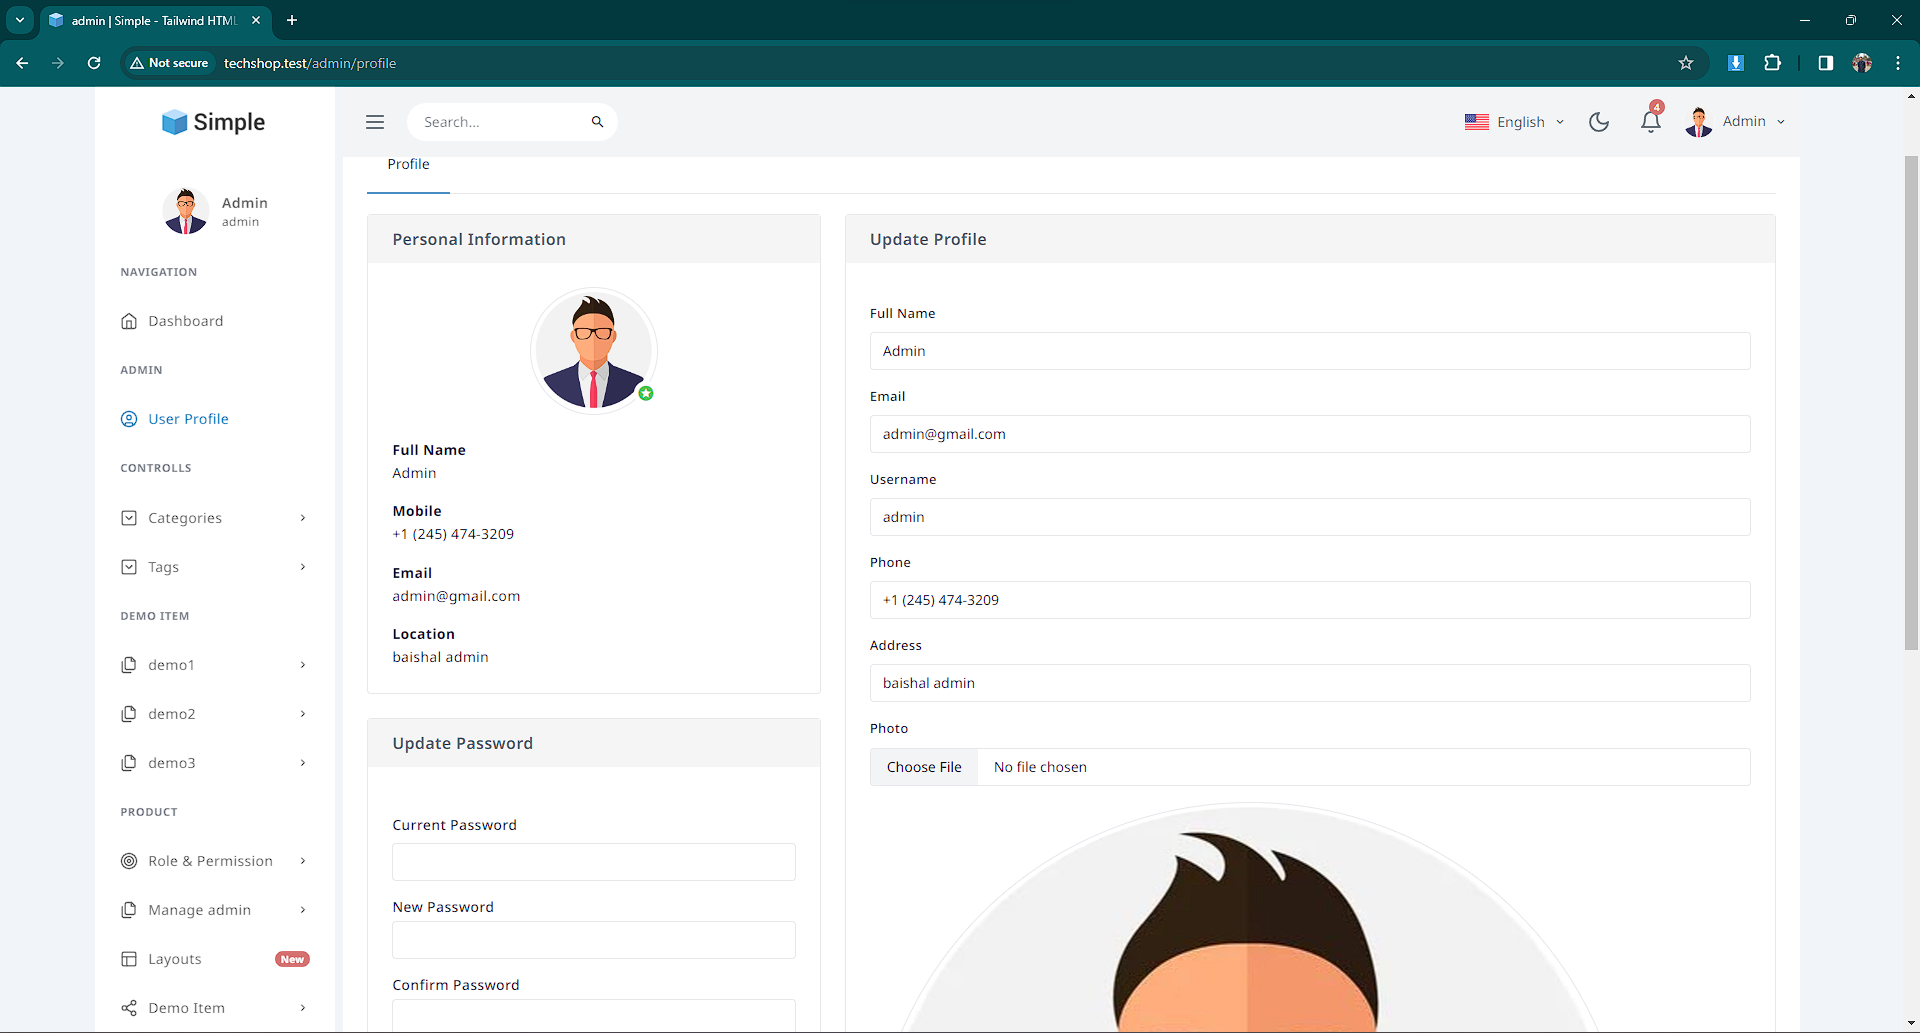 admin | Simple - Tailwind HTML
Not secure
techshop.test/admin/profile
Simple
Search...
English
4
Admin
Admin
admin
NAVIGATION
Dashboard
ADMIN
User Profile
CONTROLLS
Categories
Tags
DEMO ITEM
demo1
demo2
demo3
PRODUCT
Role & Permission
Manage admin
Layouts
New
Demo Item
Profile
Personal Information
Full Name
Admin
Mobile
+1 (245) 474-3209
Email
admin@gmail.com
Location
baishal admin
Update Password
Current Password
New Password
Confirm Password
Update Profile
Full Name
Admin
Email
admin@gmail.com
Username
admin
Phone
+1 (245) 474-3209
Address
baishal admin
Photo
Choose File
No file chosen